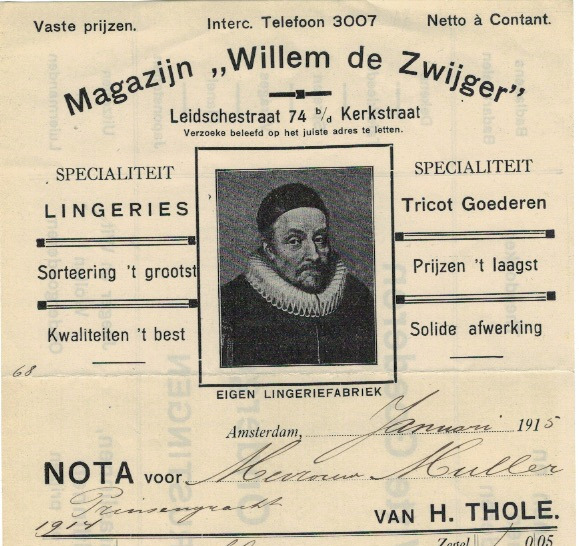 Vaste prijzen. Interc. Telefoon 3007 Netto à Contant.
Magazijn „Willem de Zwijger”
Leidschestraat 74 b/d Kerkstraat
Verzoeke beleefd op het juiste adres te letten.
SPECIALITEIT
LINGERIES
Sorteering 't grootst
Kwaliteiten 't best
SPECIALITEIT
Tricot Goederen
Prijzen 't laagst
Solide afwerking
EIGEN LINGERIEFABRIEK
68
Amsterdam, Januari 1915
NOTA voor Mevrouw Muller
Prinsengracht
VAN H. THOLE.
1914
Zegel 05